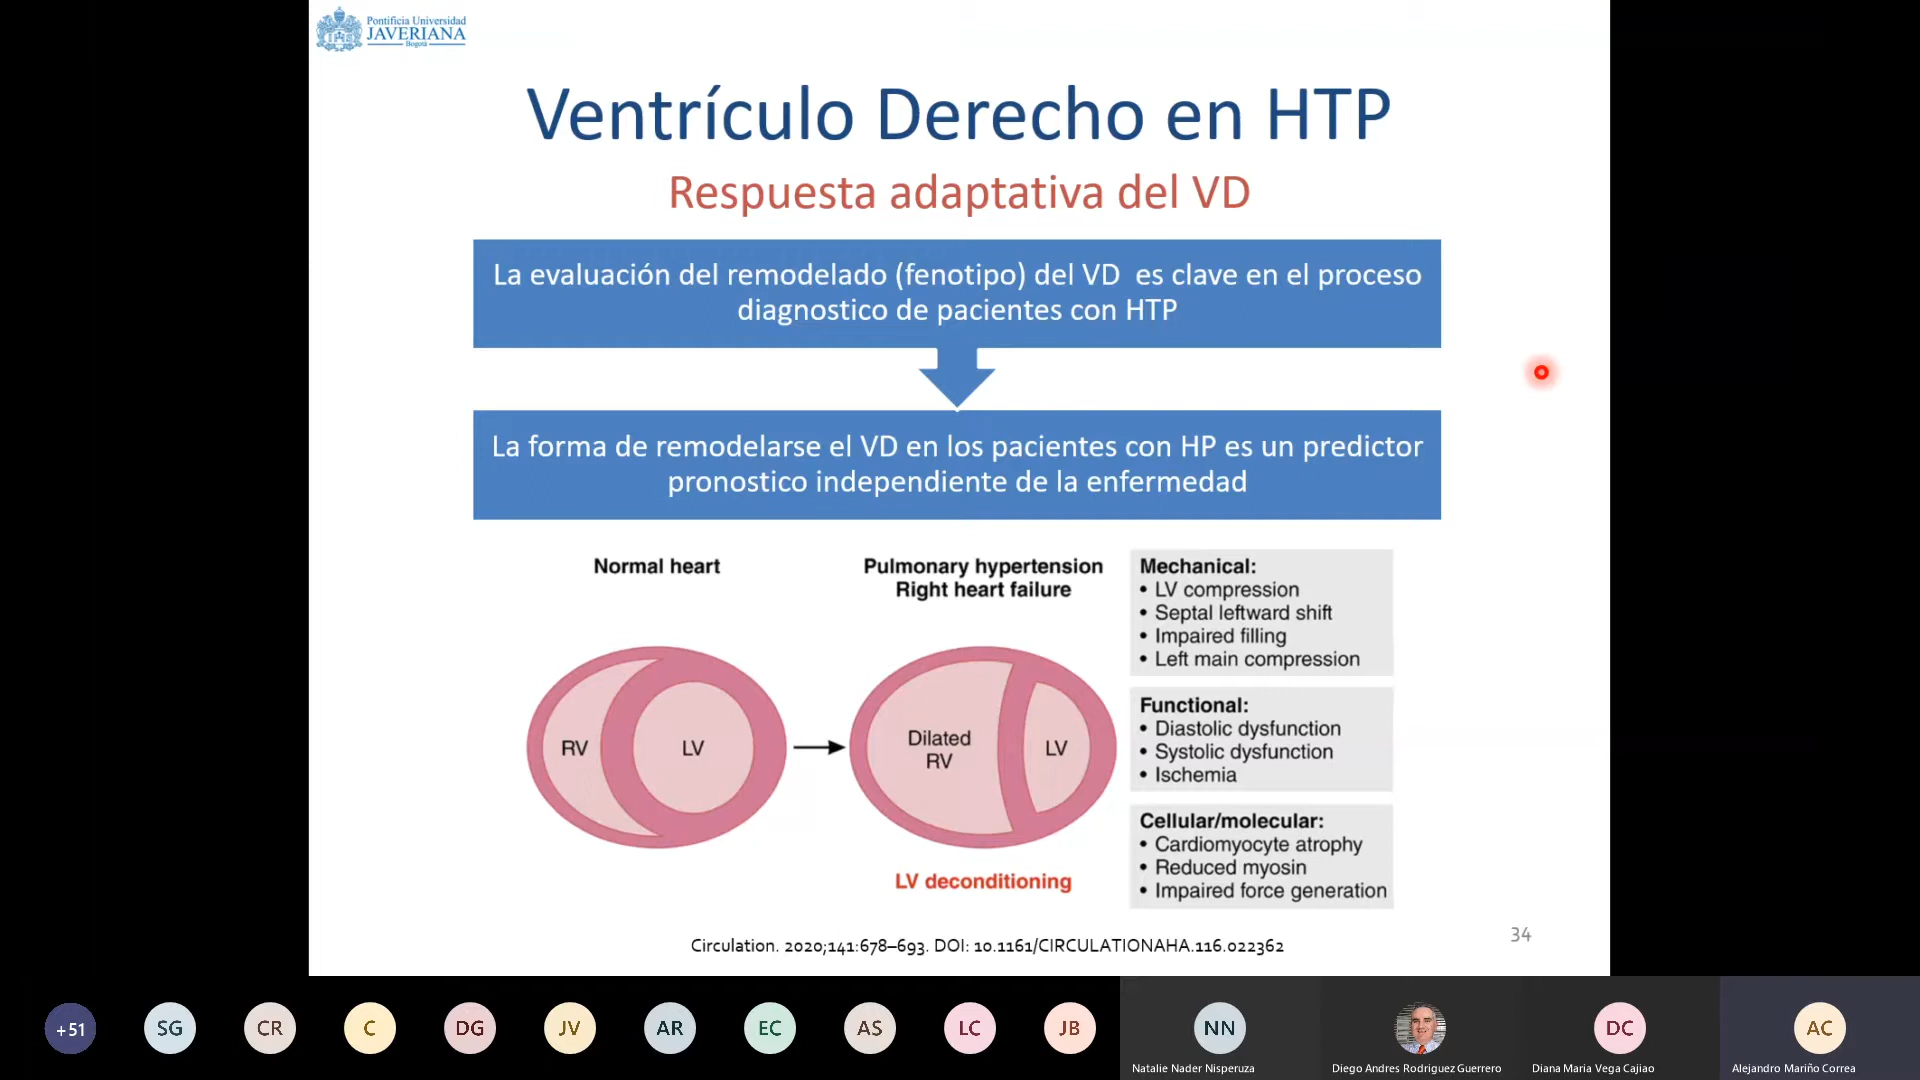 Pontificia Universidad
JAVERIANA
Bogotá
Ventrículo Derecho en HTP
Respuesta adaptativa del VD
La evaluación del remodelado (fenotipo) del VD es clave en el proceso
diagnostico de pacientes con HTP
La forma de remodelarse el VD en los pacientes con HP es un predictor
pronostico independiente de la enfermedad
Normal heart
Pulmonary hypertension
Right heart failure
RV
LV
Dilated
RV
LV
LV deconditioning
Mechanical:
• LV compression
• Septal leftward shift
• Impaired filling
• Left main compression
Functional:
• Diastolic dysfunction
• Systolic dysfunction
• Ischemia
Cellular/molecular:
• Cardiomyocyte atrophy
• Reduced myosin
• Impaired force generation
34
Circulation. 2020;141:678–693. DOI: 10.1161/CIRCULATIONAHA.116.022362
+51
SG
CR
C
DG
JV
AR
EC
AS
LC
JB
NN
DC
AC
Natalie Nader Nisperuza
Diego Andres Rodriguez Guerrero
Diana Maria Vega Cajiao
Alejandro Mariño Correa